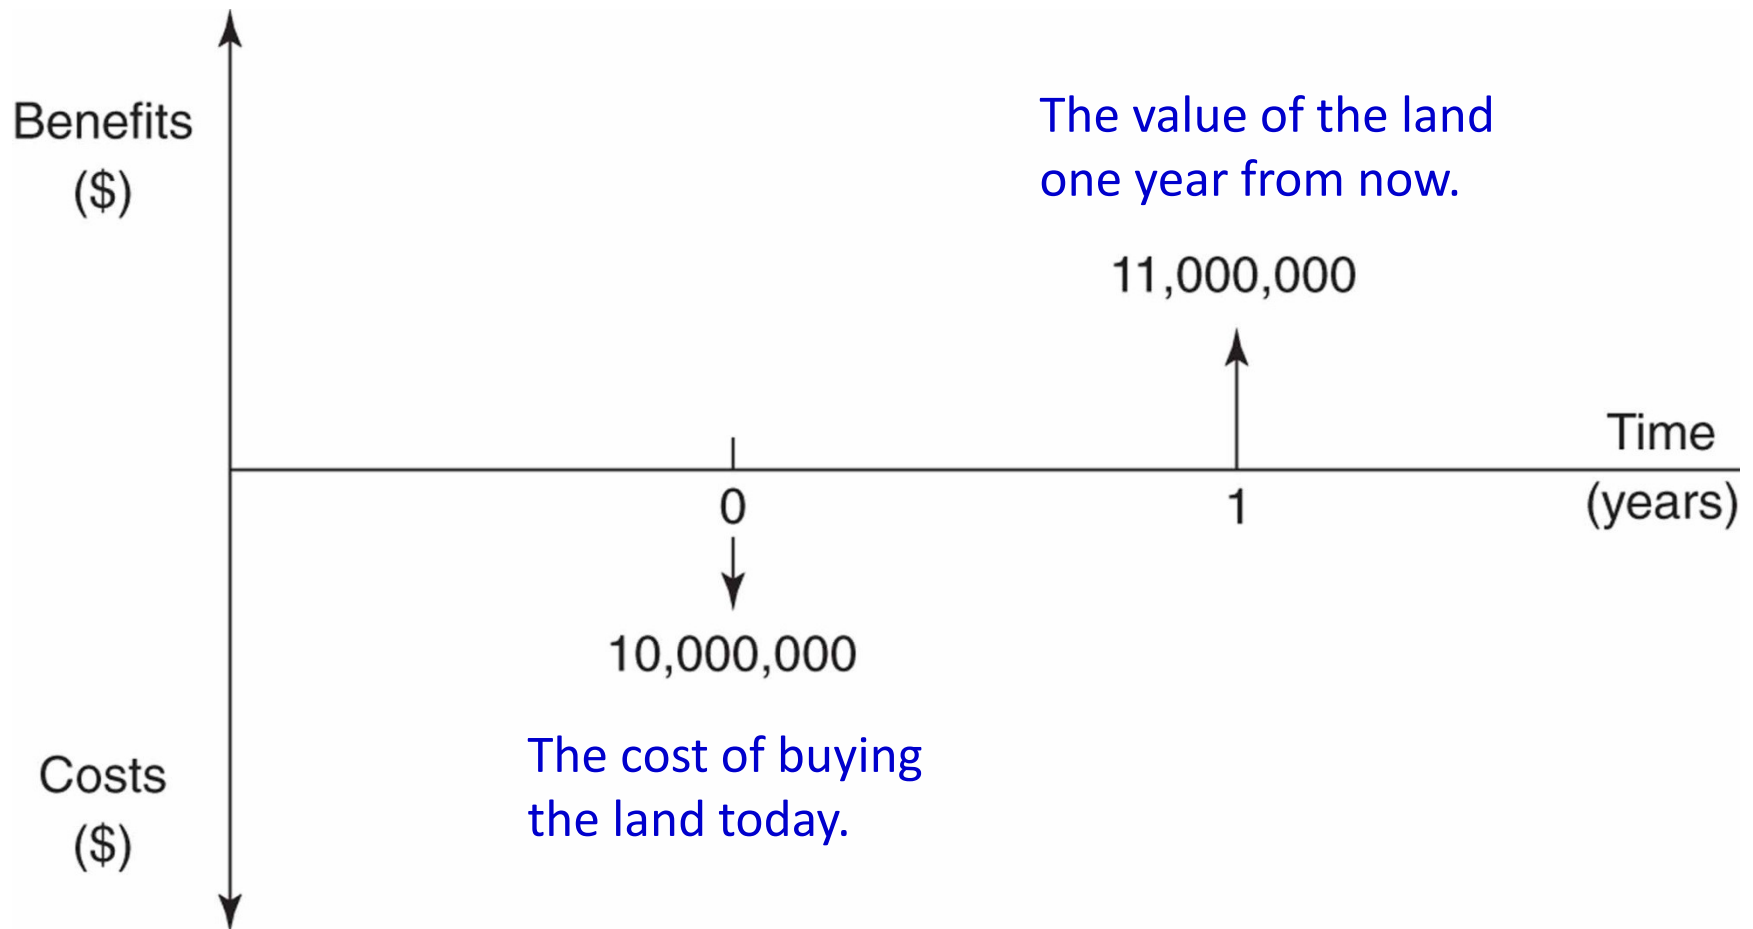 Benefits
($)
The value of the land
one year from now.
11,000,000
Time
(years)
0
1
10,000,000
The cost of buying
the land today.
Costs
($)